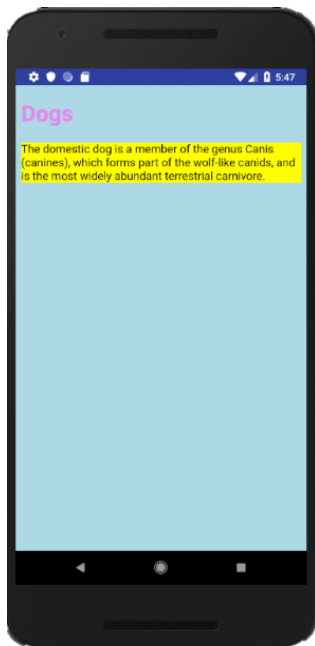 5:47
Dogs
The domestic dog is a member of the genus Canis
(canines), which forms part of the wolf-like canids, and
is the most widely abundant terrestrial carnivore.